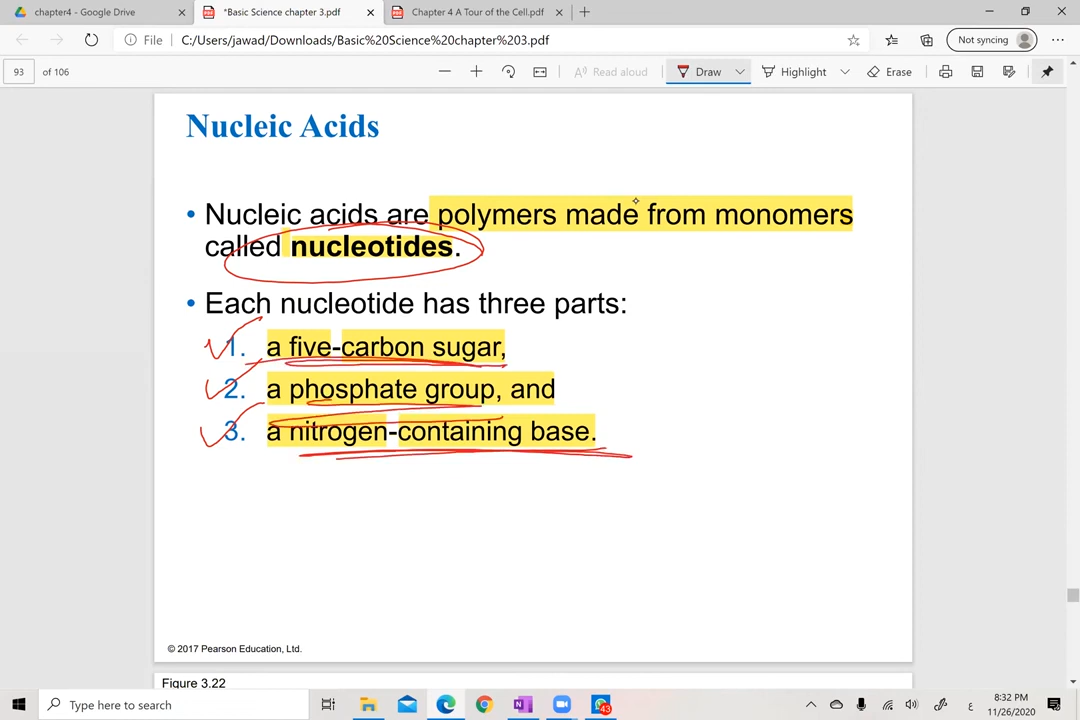 chapter4 - Google Drive
*Basic Science chapter 3.pdf
Chapter 4 A Tour of the Cell.pdf
File
C:/Users/jawad/Downloads/Basic%20Science%20chapter%203.pdf
Not syncing
93 of 106
Read aloud
Draw
Highlight
Erase
Nucleic Acids
• Nucleic acids are polymers made from monomers
called nucleotides.
• Each nucleotide has three parts:
1. a five-carbon sugar,
2. a phosphate group, and
3. a nitrogen-containing base.
© 2017 Pearson Education, Ltd.
Figure 3.22
Type here to search
43
ع
8:32 PM
11/26/2020